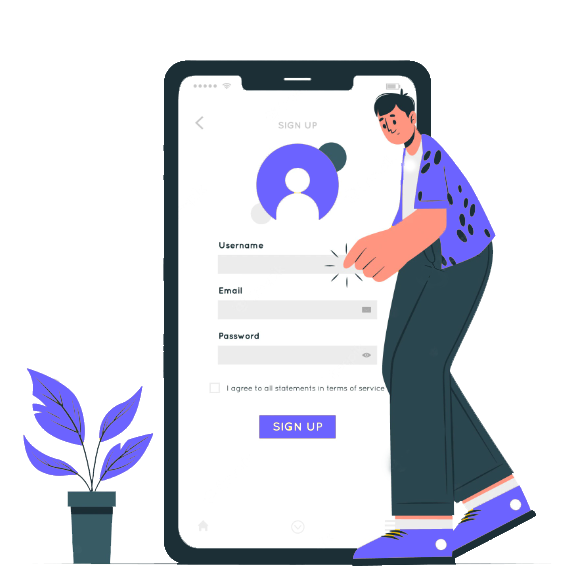 SIGN UP
Username
Email
Password
I agree to all statements in terms of service
SIGN UP